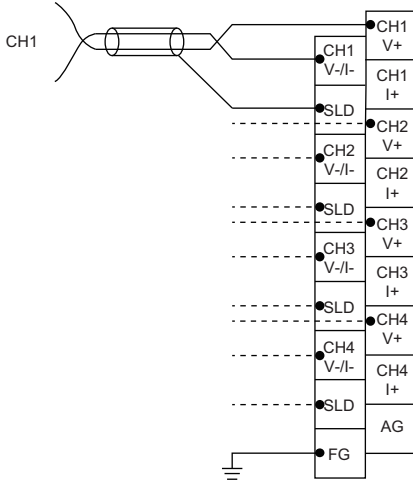 CH1
CH1
V+
CH1
V-/I-
CH1
I+
SLD
CH2
V+
CH2
V-/I-
CH2
I+
SLD
CH3
V+
CH3
V-/I-
CH3
I+
SLD
CH4
V+
CH4
V-/I-
CH4
I+
SLD
AG
FG